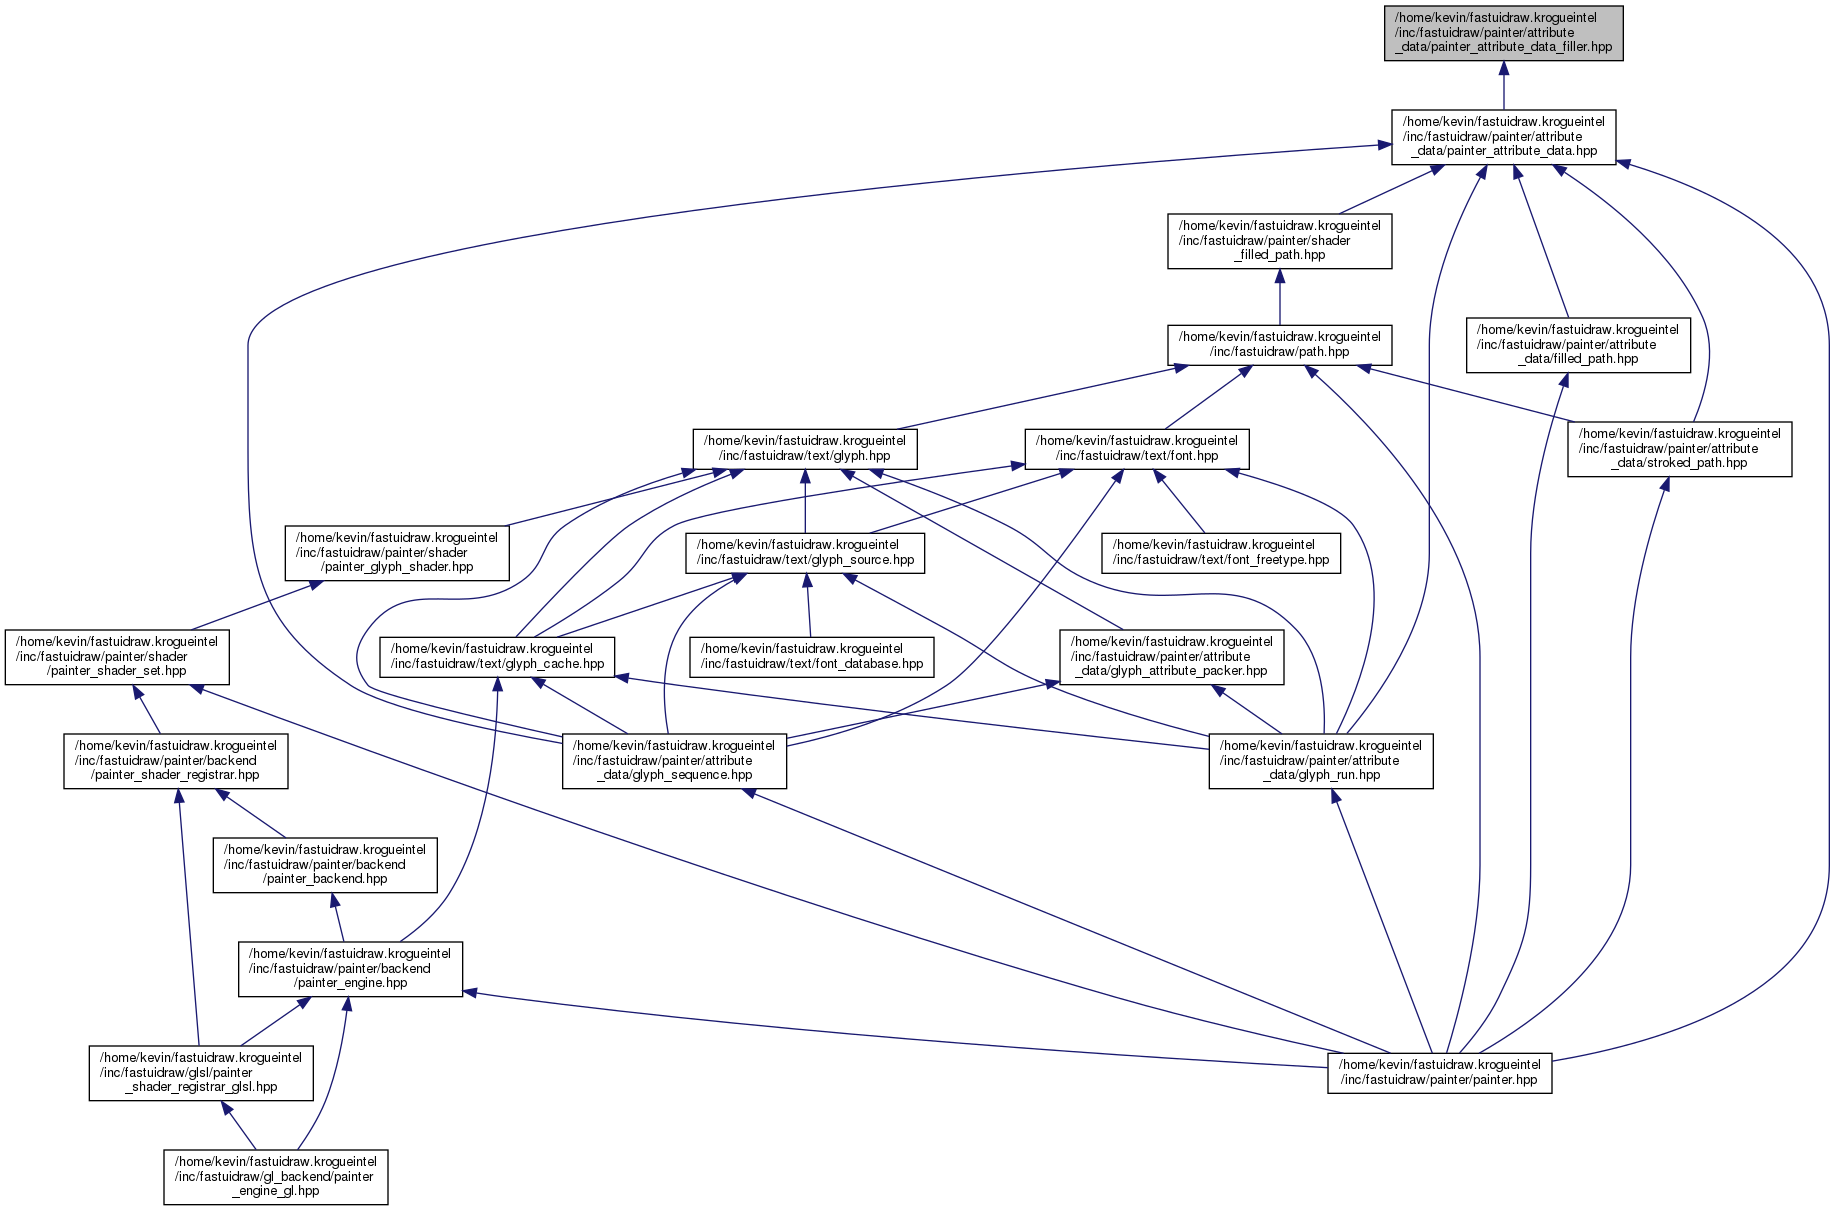 /home/kevin/fastuidraw.krogueintel
/inc/fastuidraw/painter/attribute
_data/painter_attribute_data_filler.hpp
/home/kevin/fastuidraw.krogueintel
/inc/fastuidraw/painter/attribute
_data/painter_attribute_data.hpp
/home/kevin/fastuidraw.krogueintel
/inc/fastuidraw/painter/shader
_filled_path.hpp
/home/kevin/fastuidraw.krogueintel
/inc/fastuidraw/path.hpp
/home/kevin/fastuidraw.krogueintel
/inc/fastuidraw/painter/attribute
_data/filled_path.hpp
/home/kevin/fastuidraw.krogueintel
/inc/fastuidraw/text/glyph.hpp
/home/kevin/fastuidraw.krogueintel
/inc/fastuidraw/text/font.hpp
/home/kevin/fastuidraw.krogueintel
/inc/fastuidraw/painter/attribute
_data/stroked_path.hpp
/home/kevin/fastuidraw.krogueintel
/inc/fastuidraw/painter/shader
/painter_glyph_shader.hpp
/home/kevin/fastuidraw.krogueintel
/inc/fastuidraw/text/glyph_source.hpp
/home/kevin/fastuidraw.krogueintel
/inc/fastuidraw/text/font_freetype.hpp
/home/kevin/fastuidraw.krogueintel
/inc/fastuidraw/painter/shader
/painter_shader_set.hpp
/home/kevin/fastuidraw.krogueintel
/inc/fastuidraw/text/glyph_cache.hpp
/home/kevin/fastuidraw.krogueintel
/inc/fastuidraw/text/font_database.hpp
/home/kevin/fastuidraw.krogueintel
/inc/fastuidraw/painter/attribute
_data/glyph_attribute_packer.hpp
/home/kevin/fastuidraw.krogueintel
/inc/fastuidraw/painter/backend
/painter_shader_registrar.hpp
/home/kevin/fastuidraw.krogueintel
/inc/fastuidraw/painter/attribute
_data/glyph_sequence.hpp
/home/kevin/fastuidraw.krogueintel
/inc/fastuidraw/painter/attribute
_data/glyph_run.hpp
/home/kevin/fastuidraw.krogueintel
/inc/fastuidraw/painter/backend
/painter_backend.hpp
/home/kevin/fastuidraw.krogueintel
/inc/fastuidraw/painter/backend
/painter_engine.hpp
/home/kevin/fastuidraw.krogueintel
/inc/fastuidraw/glsl/painter
_shader_registrar_glsl.hpp
/home/kevin/fastuidraw.krogueintel
/inc/fastuidraw/painter/painter.hpp
/home/kevin/fastuidraw.krogueintel
/inc/fastuidraw/gl_backend/painter
_engine_gl.hpp